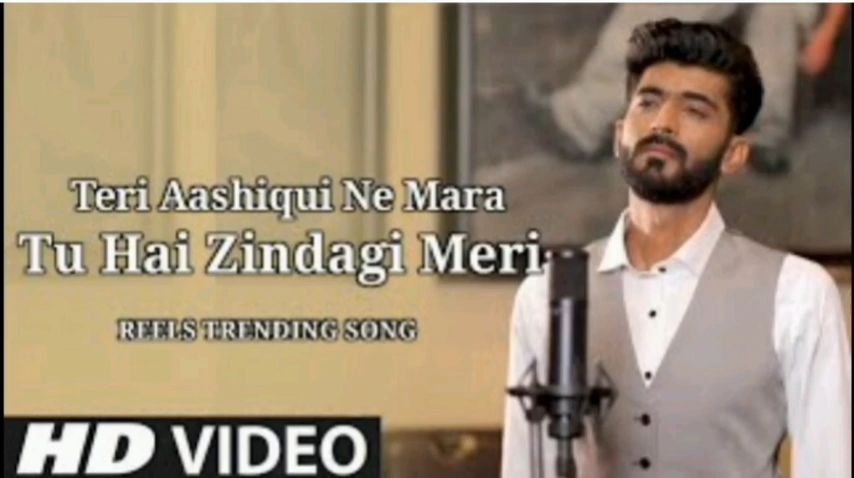 Teri Aashiqui Ne Mara
Tu Hai Zindagi Meri
REELS TRENDING SONG
HD VIDEO